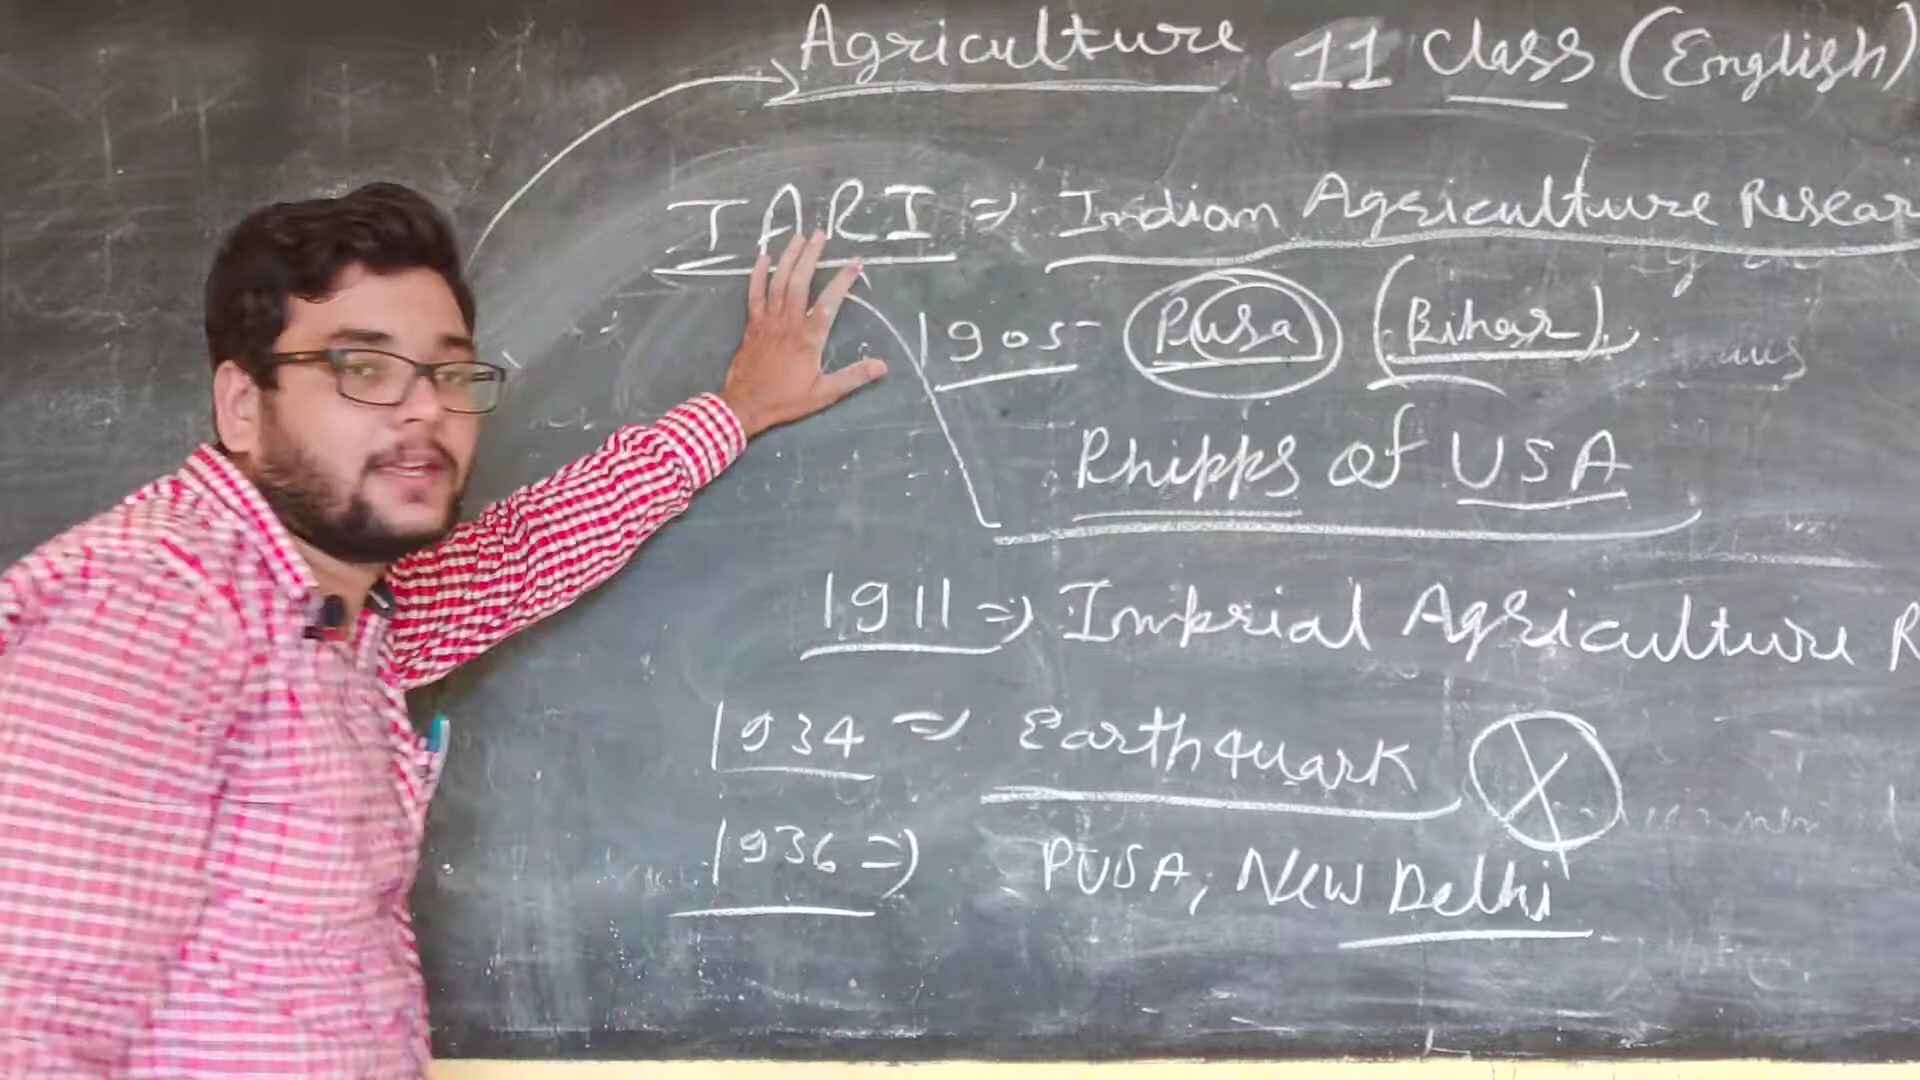 Agriculture 11 Class (English)
IARI => Indian Agriculture Resear
1905 Pusa (Bihar)
Phipps of USA
1911 => Imprial Agriculture R
1934 => Earthquark
1936 => PUSA, New Delhi